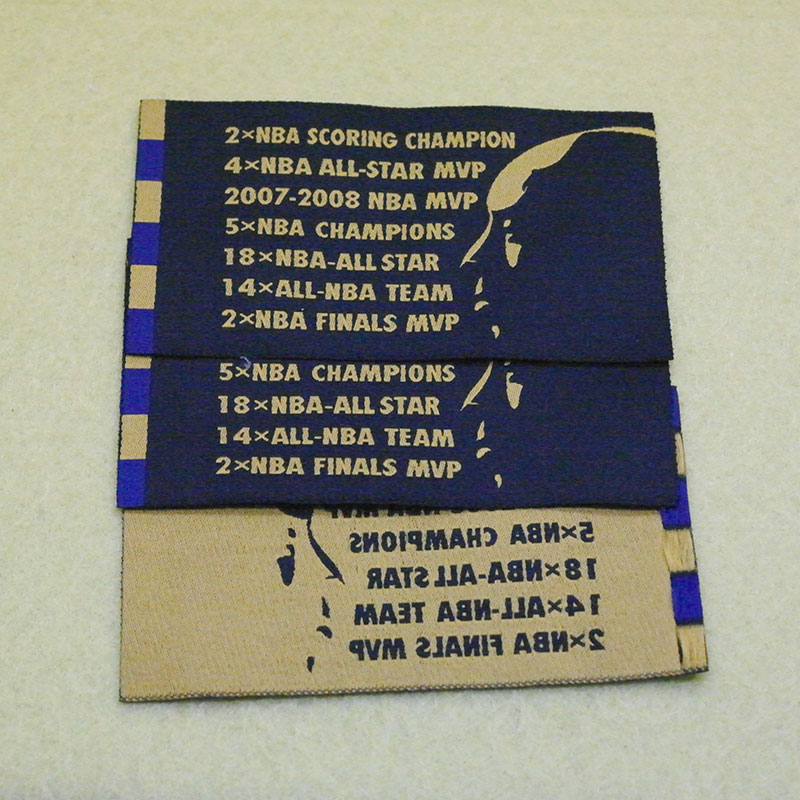 2×NBA SCORING CHAMPION
4×NBA ALL-STAR MVP
2007-2008 NBA MVP
5×NBA CHAMPIONS
18×NBA-ALL STAR
14×ALL-NBA TEAM
2×NBA FINALS MVP
5×NBA CHAMPIONS
18×NBA-ALL STAR
14×ALL-NBA TEAM
2×NBA FINALS MVP
NBA MVP
5×NBA CHAMPIONS
18×NBA-ALL STAR
14×ALL-NBA TEAM
2×NBA FINALS MVP